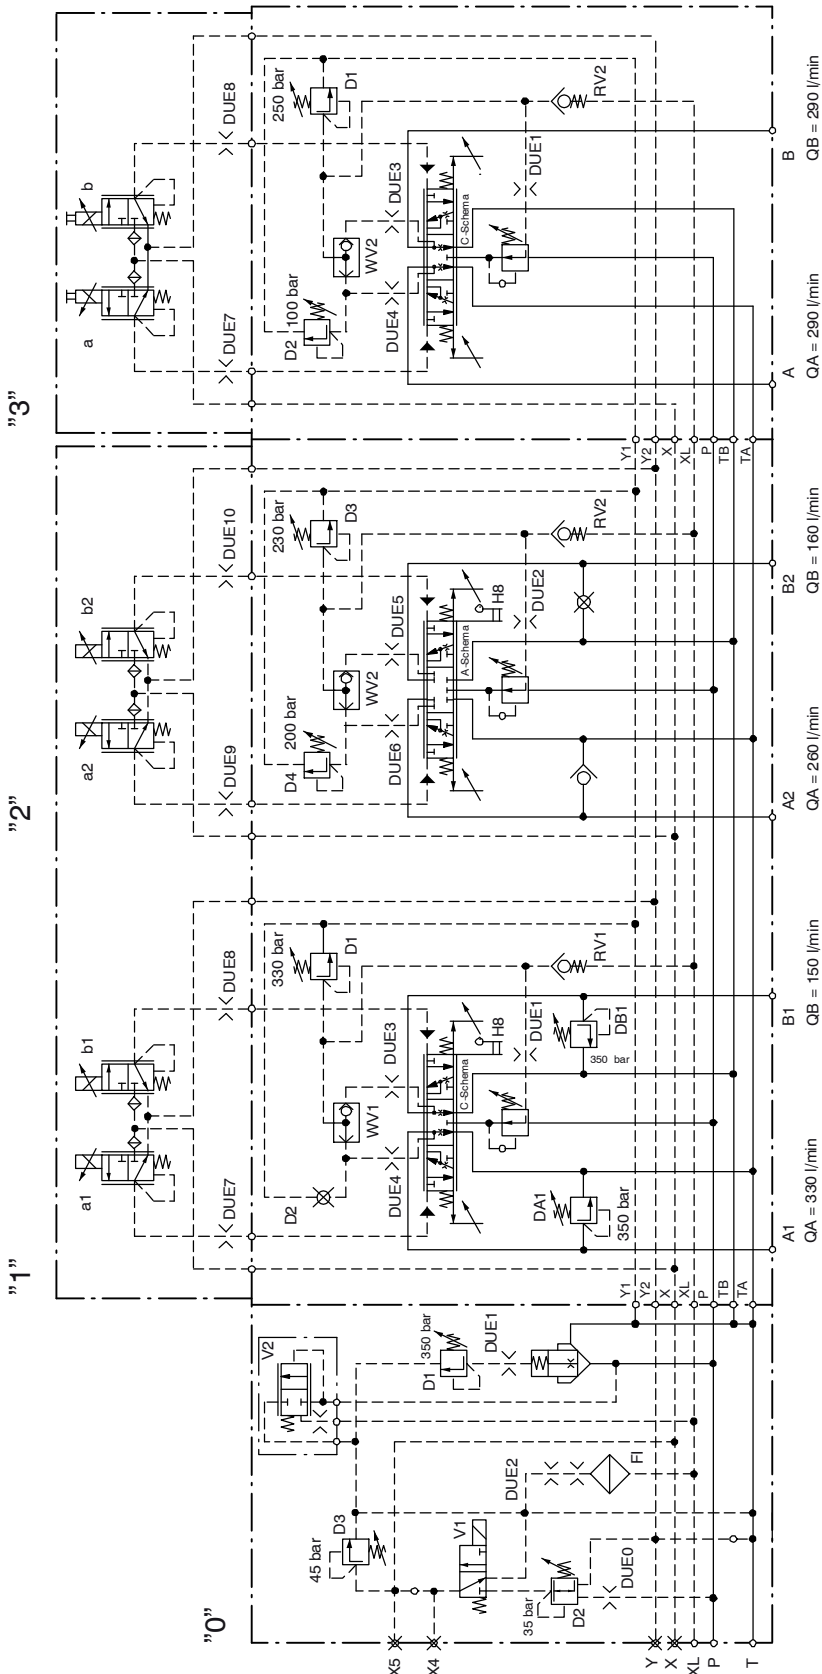 "0"
X5
X4
Y
X
XL
P
T
45 bar
D3
V2
350 bar
D1
DUE1
V1
DUE2
FI
35 bar
D2
DUE0
Y1
Y2
X
XL
P
TB
TA
"1"
a1
b1
DUE7
DUE8
330 bar
D1
D2
WV1
DUE4
DUE3
C-Schema
H8
DUE1
RV1
DA1
350 bar
DB1
350 bar
A1
B1
QA = 330 l/min
QB = 150 l/min
"2"
a2
b2
DUE9
DUE10
230 bar
D3
200 bar
D4
WV2
DUE6
DUE5
A-Schema
H8
DUE2
RV2
A2
B2
QA = 260 l/min
QB = 160 l/min
Y1
Y2
X
XL
P
TB
TA
"3"
a
b
DUE7
DUE8
250 bar
D1
100 bar
D2
WV2
DUE4
DUE3
C-Schema
DUE1
RV2
A
B
QA = 290 l/min
QB = 290 l/min